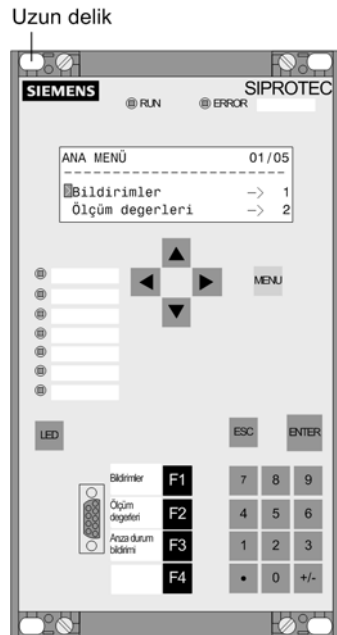 Uzun delik
SIEMENS
SIPROTEC
RUN
ERROR
ANA MENÜ 01/05
Bildirimler —> 1
Ölçüm degerleri —> 2
MENU
LED
ESC
ENTER
Bildirimler F1
7 8 9
Ölçüm
degerleri F2
4 5 6
Arıza durum
bildirimi F3
1 2 3
F4
• 0 +/-